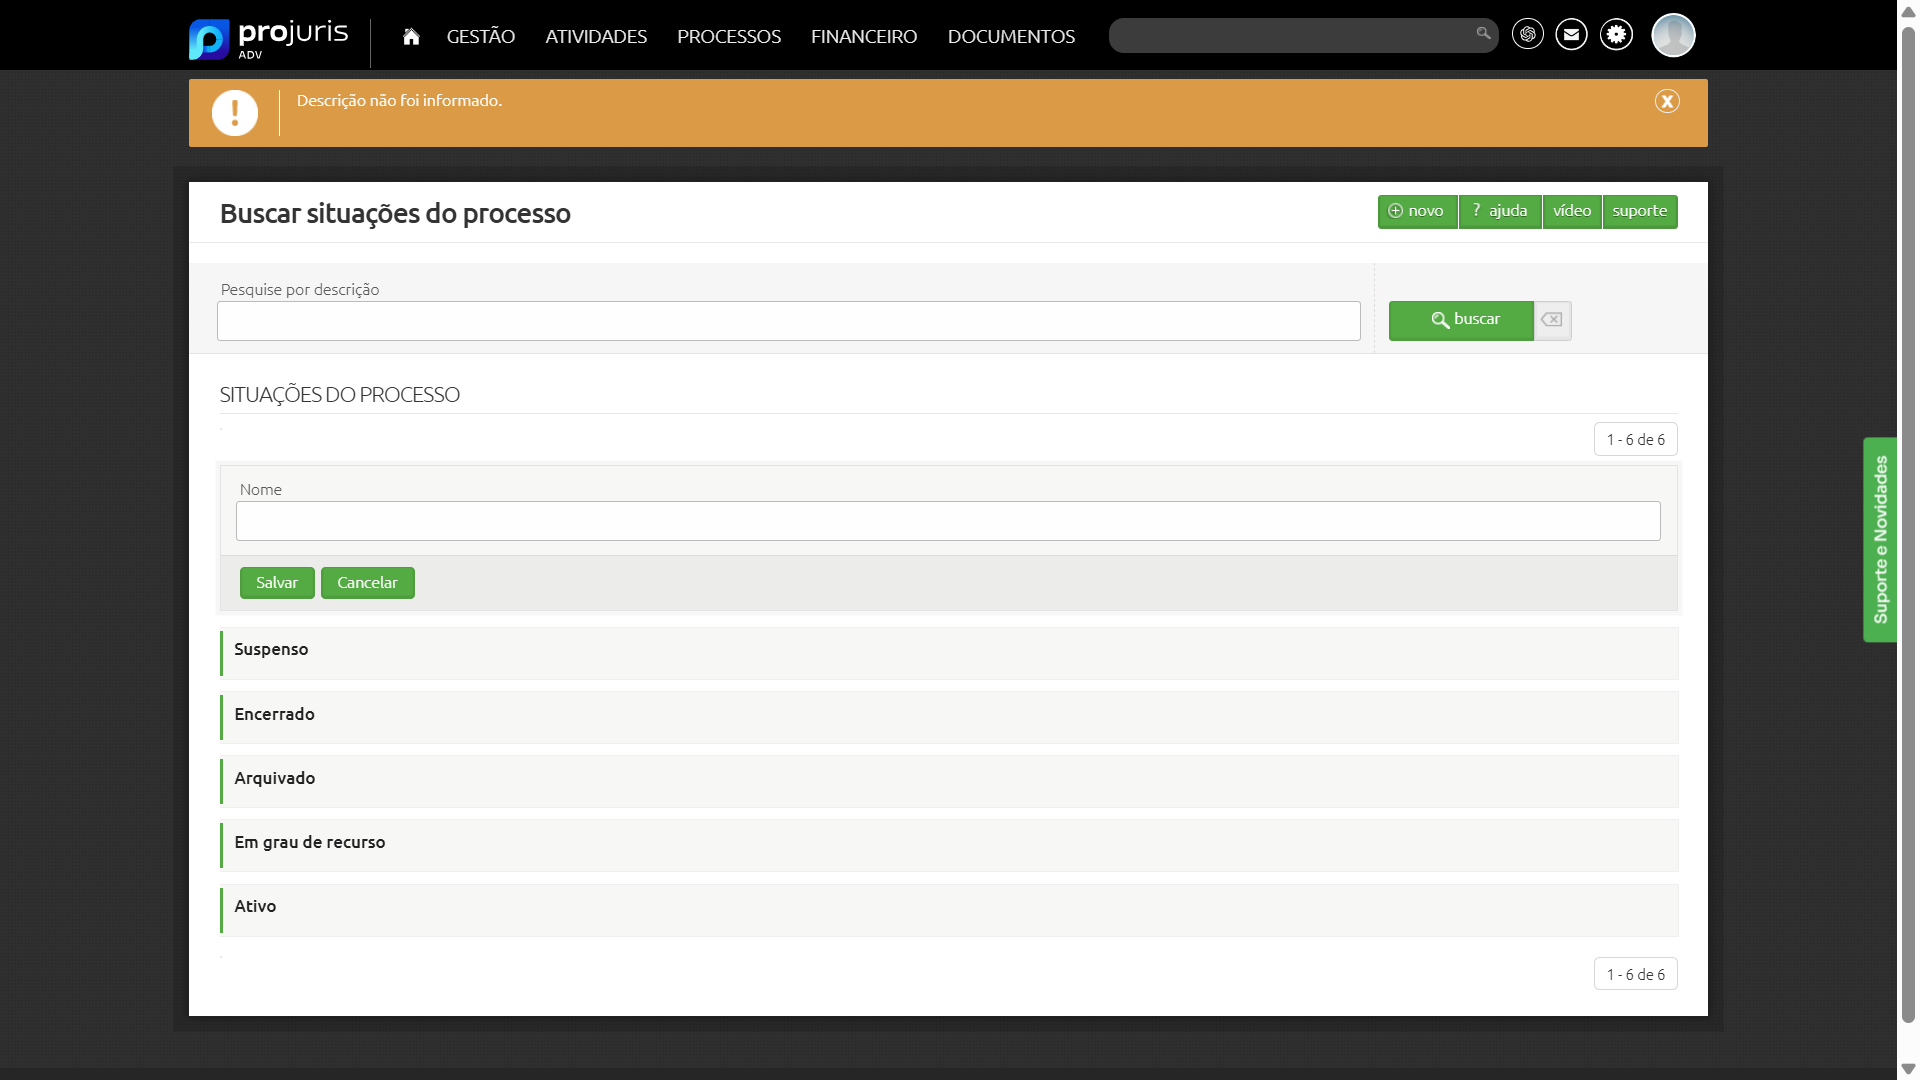 projuris
ADV
GESTÃO
ATIVIDADES
PROCESSOS
FINANCEIRO
DOCUMENTOS
Descrição não foi informado.
Buscar situações do processo
novo
? ajuda
vídeo
suporte
Pesquise por descrição
buscar
SITUAÇÕES DO PROCESSO
1 - 6 de 6
Nome
Salvar
Cancelar
Suspenso
Encerrado
Arquivado
Em grau de recurso
Ativo
1 - 6 de 6
Suporte e Novidades